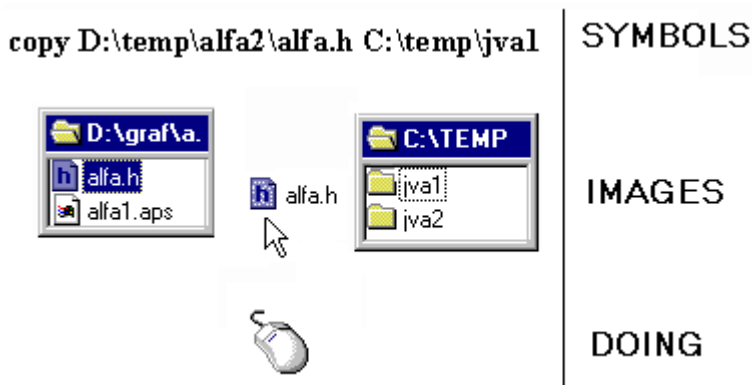 copy D:\temp\alfa2\alfa.h C:\temp\jva1
SYMBOLS
D:\graf\a.
alfa.h
alfa1.aps
alfa.h
C:\TEMP
jva1
jva2
IMAGES
DOING